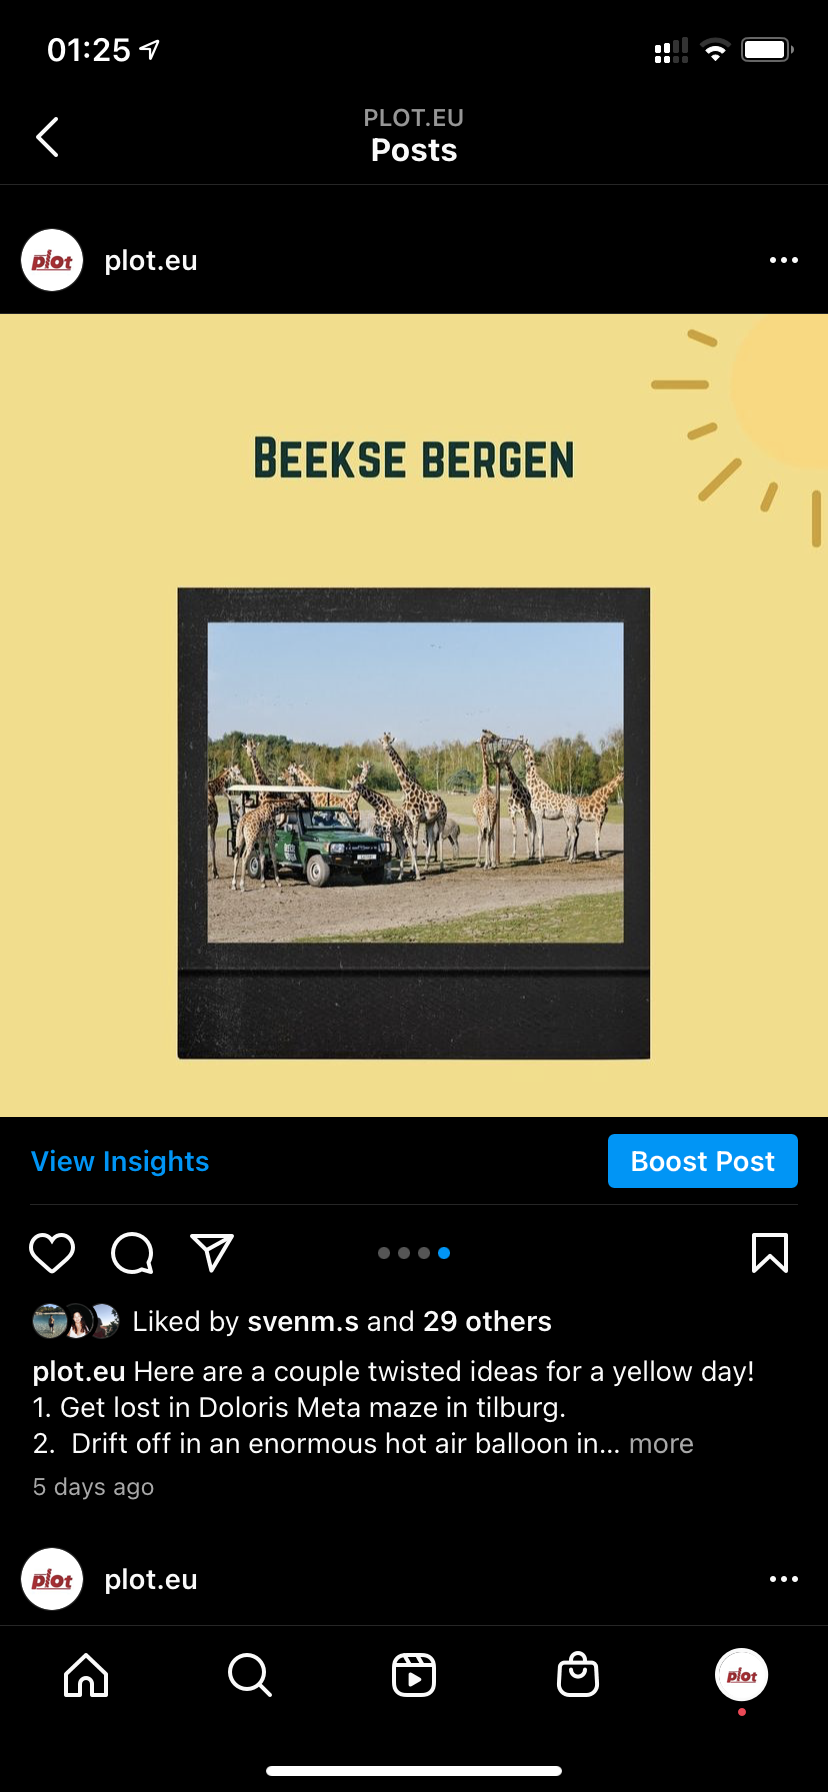 01:25
PLOT.EU
Posts
plot
plot.eu
BEEKSE BERGEN
View Insights
Boost Post
Liked by svenm.s and 29 others
plot.eu Here are a couple twisted ideas for a yellow day!
1. Get lost in Doloris Meta maze in tilburg.
2.  Drift off in an enormous hot air balloon in... more
5 days ago
plot
plot.eu
plot